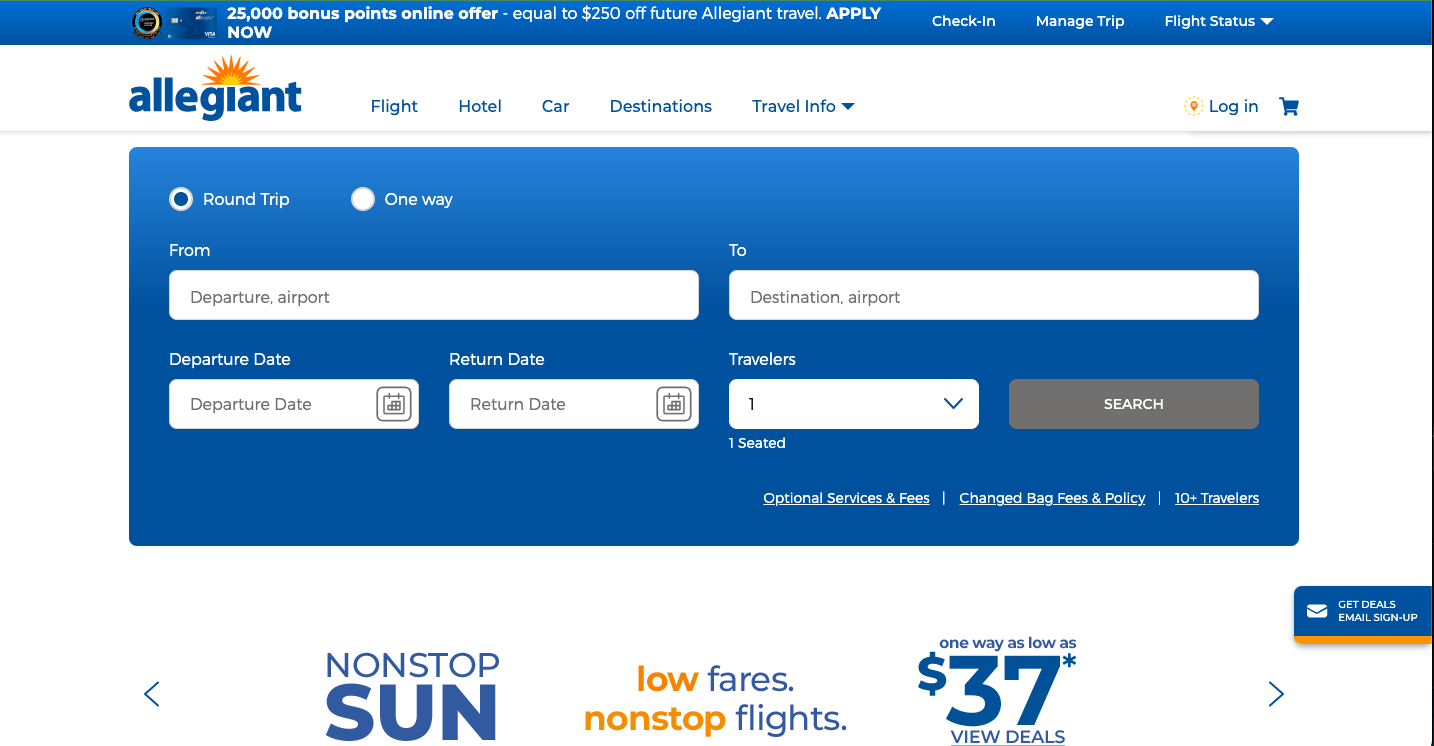 25,000 bonus points online offer - equal to $250 off future Allegiant travel. APPLY
NOW
Check-In
Manage Trip
Flight Status
allegiant
Flight
Hotel
Car
Destinations
Travel Info
Log in
Round Trip
One way
From
To
Departure, airport
Destination, airport
Departure Date
Return Date
Travelers
Departure Date
Return Date
1
SEARCH
1 Seated
Optional Services & Fees | Changed Bag Fees & Policy | 10+ Travelers
GET DEALS
EMAIL SIGN-UP
NONSTOP
SUN
low fares.
nonstop flights.
one way as low as
$37*
VIEW DEALS